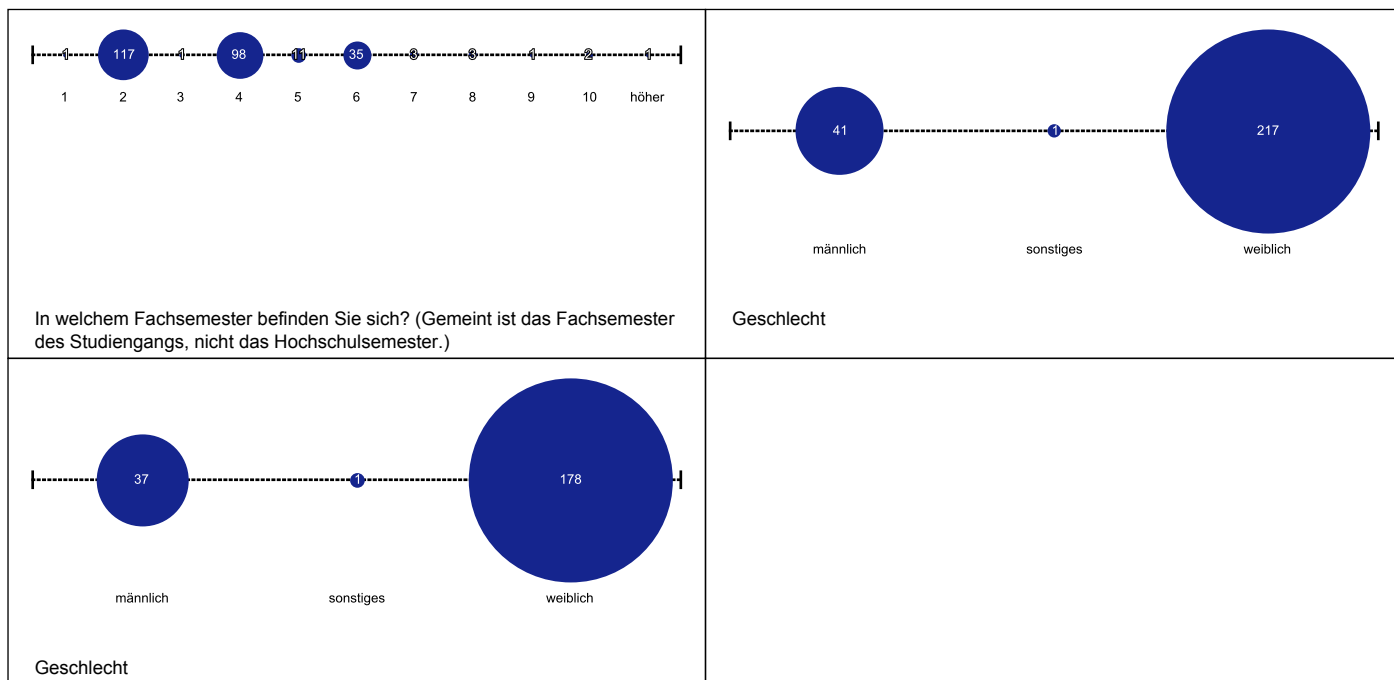 1 117 1 98 11 35 3 3 1 2 1
1 2 3 4 5 6 7 8 9 10 höher
In welchem Fachsemester befinden Sie sich? (Gemeint ist das Fachsemester
des Studiengangs, nicht das Hochschulsemester.)
41 1 217
männlich sonstiges weiblich
Geschlecht
37 1 178
männlich sonstiges weiblich
Geschlecht